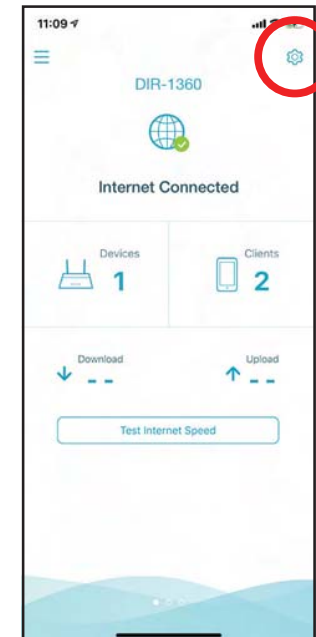 11:09
DIR-1360
Internet Connected
Devices
1
Clients
2
Download
- -
Upload
- -
Test Internet Speed